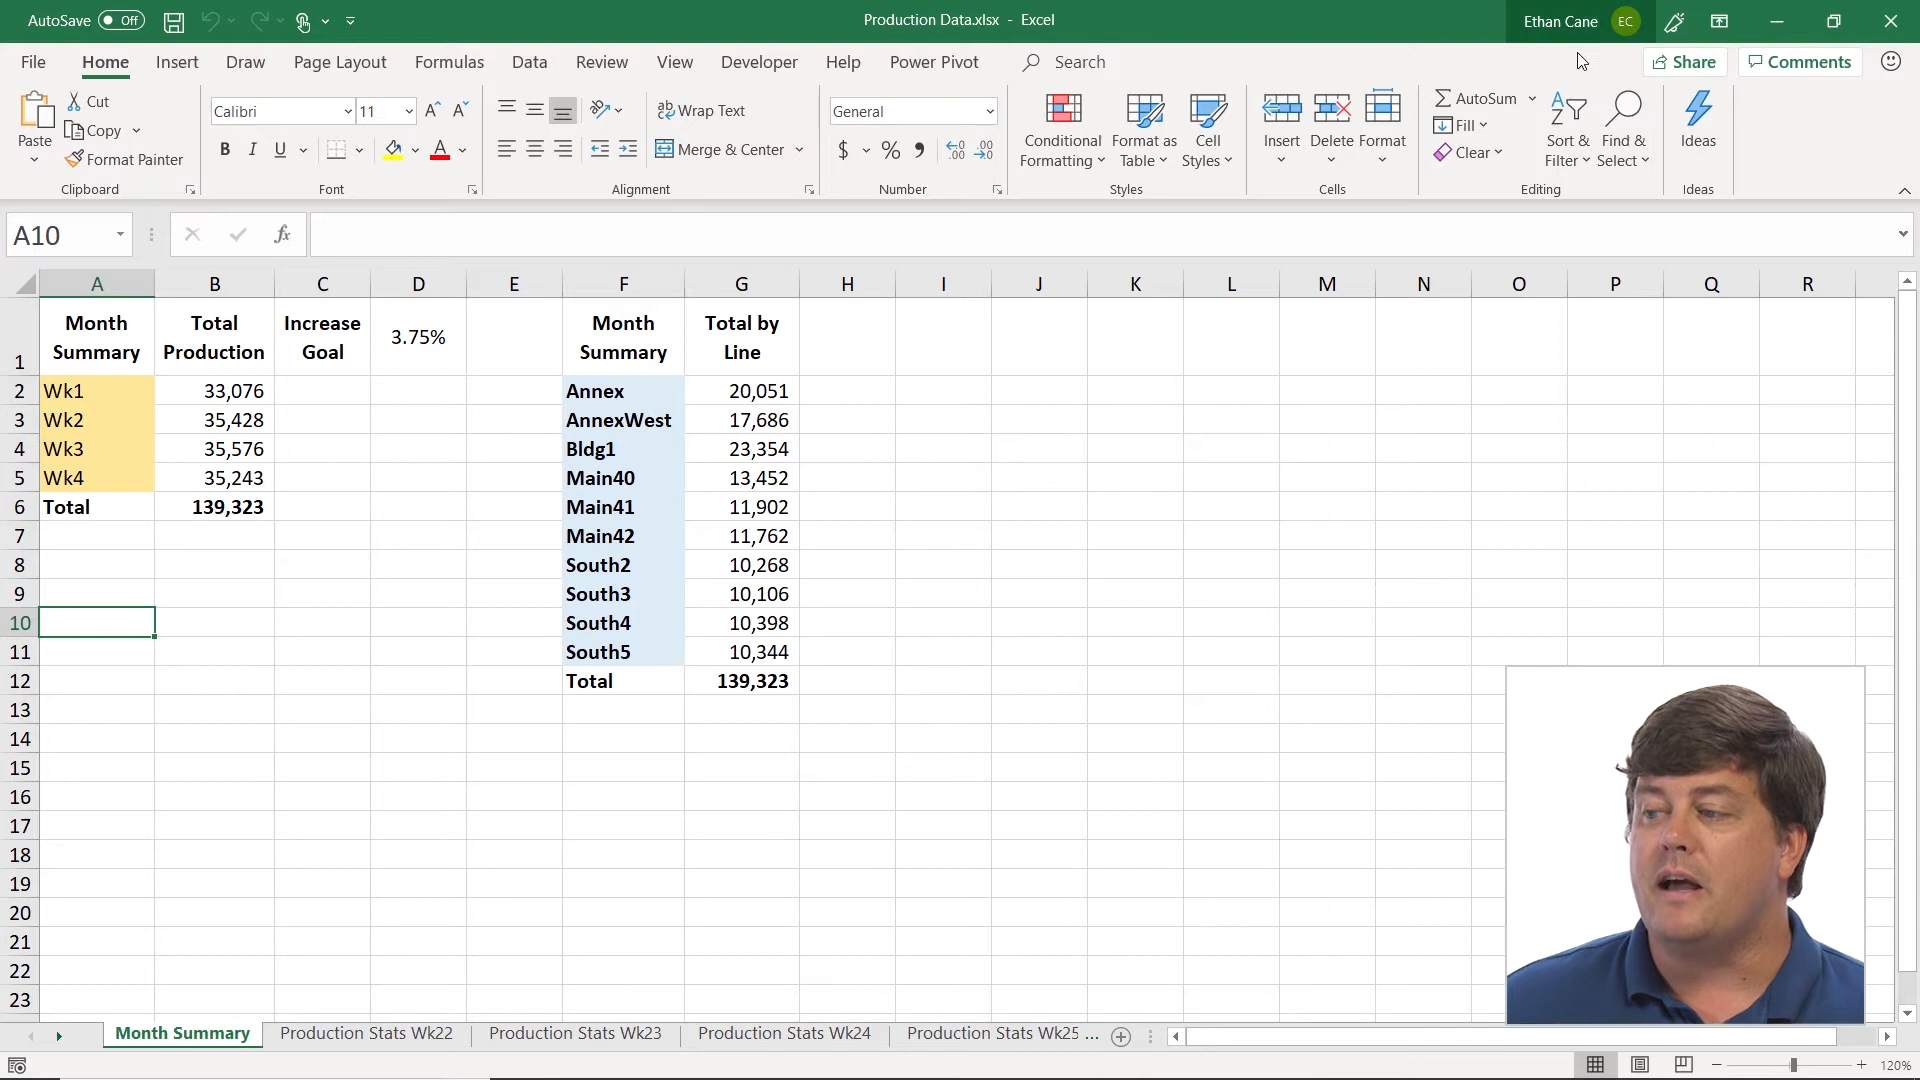 AutoSave Off
Production Data.xlsx - Excel
Ethan Cane EC
File Home Insert Draw Page Layout Formulas Data Review View Developer Help Power Pivot Search
Share Comments
Paste
Cut
Copy
Format Painter
Clipboard
Calibri 11
B I U
Font
Wrap Text
Merge & Center
Alignment
General
$ % 9
Number
Conditional Formatting
Format as Table
Cell Styles
Styles
Insert Delete Format
Cells
AutoSum
Fill
Clear
Sort & Filter
Find & Select
Editing
Ideas
Ideas
A10 fx
A B C D E F G H I J K L M N O P Q R
Month Total Increase Month Total by
Summary Production Goal 3.75% Summary Line
1
2 Wk1 33,076 Annex 20,051
3 Wk2 35,428 AnnexWest 17,686
4 Wk3 35,576 Bldg1 23,354
5 Wk4 35,243 Main40 13,452
6 Total 139,323 Main41 11,902
7 Main42 11,762
8 South2 10,268
9 South3 10,106
10 South4 10,398
11 South5 10,344
12 Total 139,323
13
14
15
16
17
18
19
20
21
22
23
Month Summary Production Stats Wk22 Production Stats Wk23 Production Stats Wk24 Production Stats Wk25 ...
120%